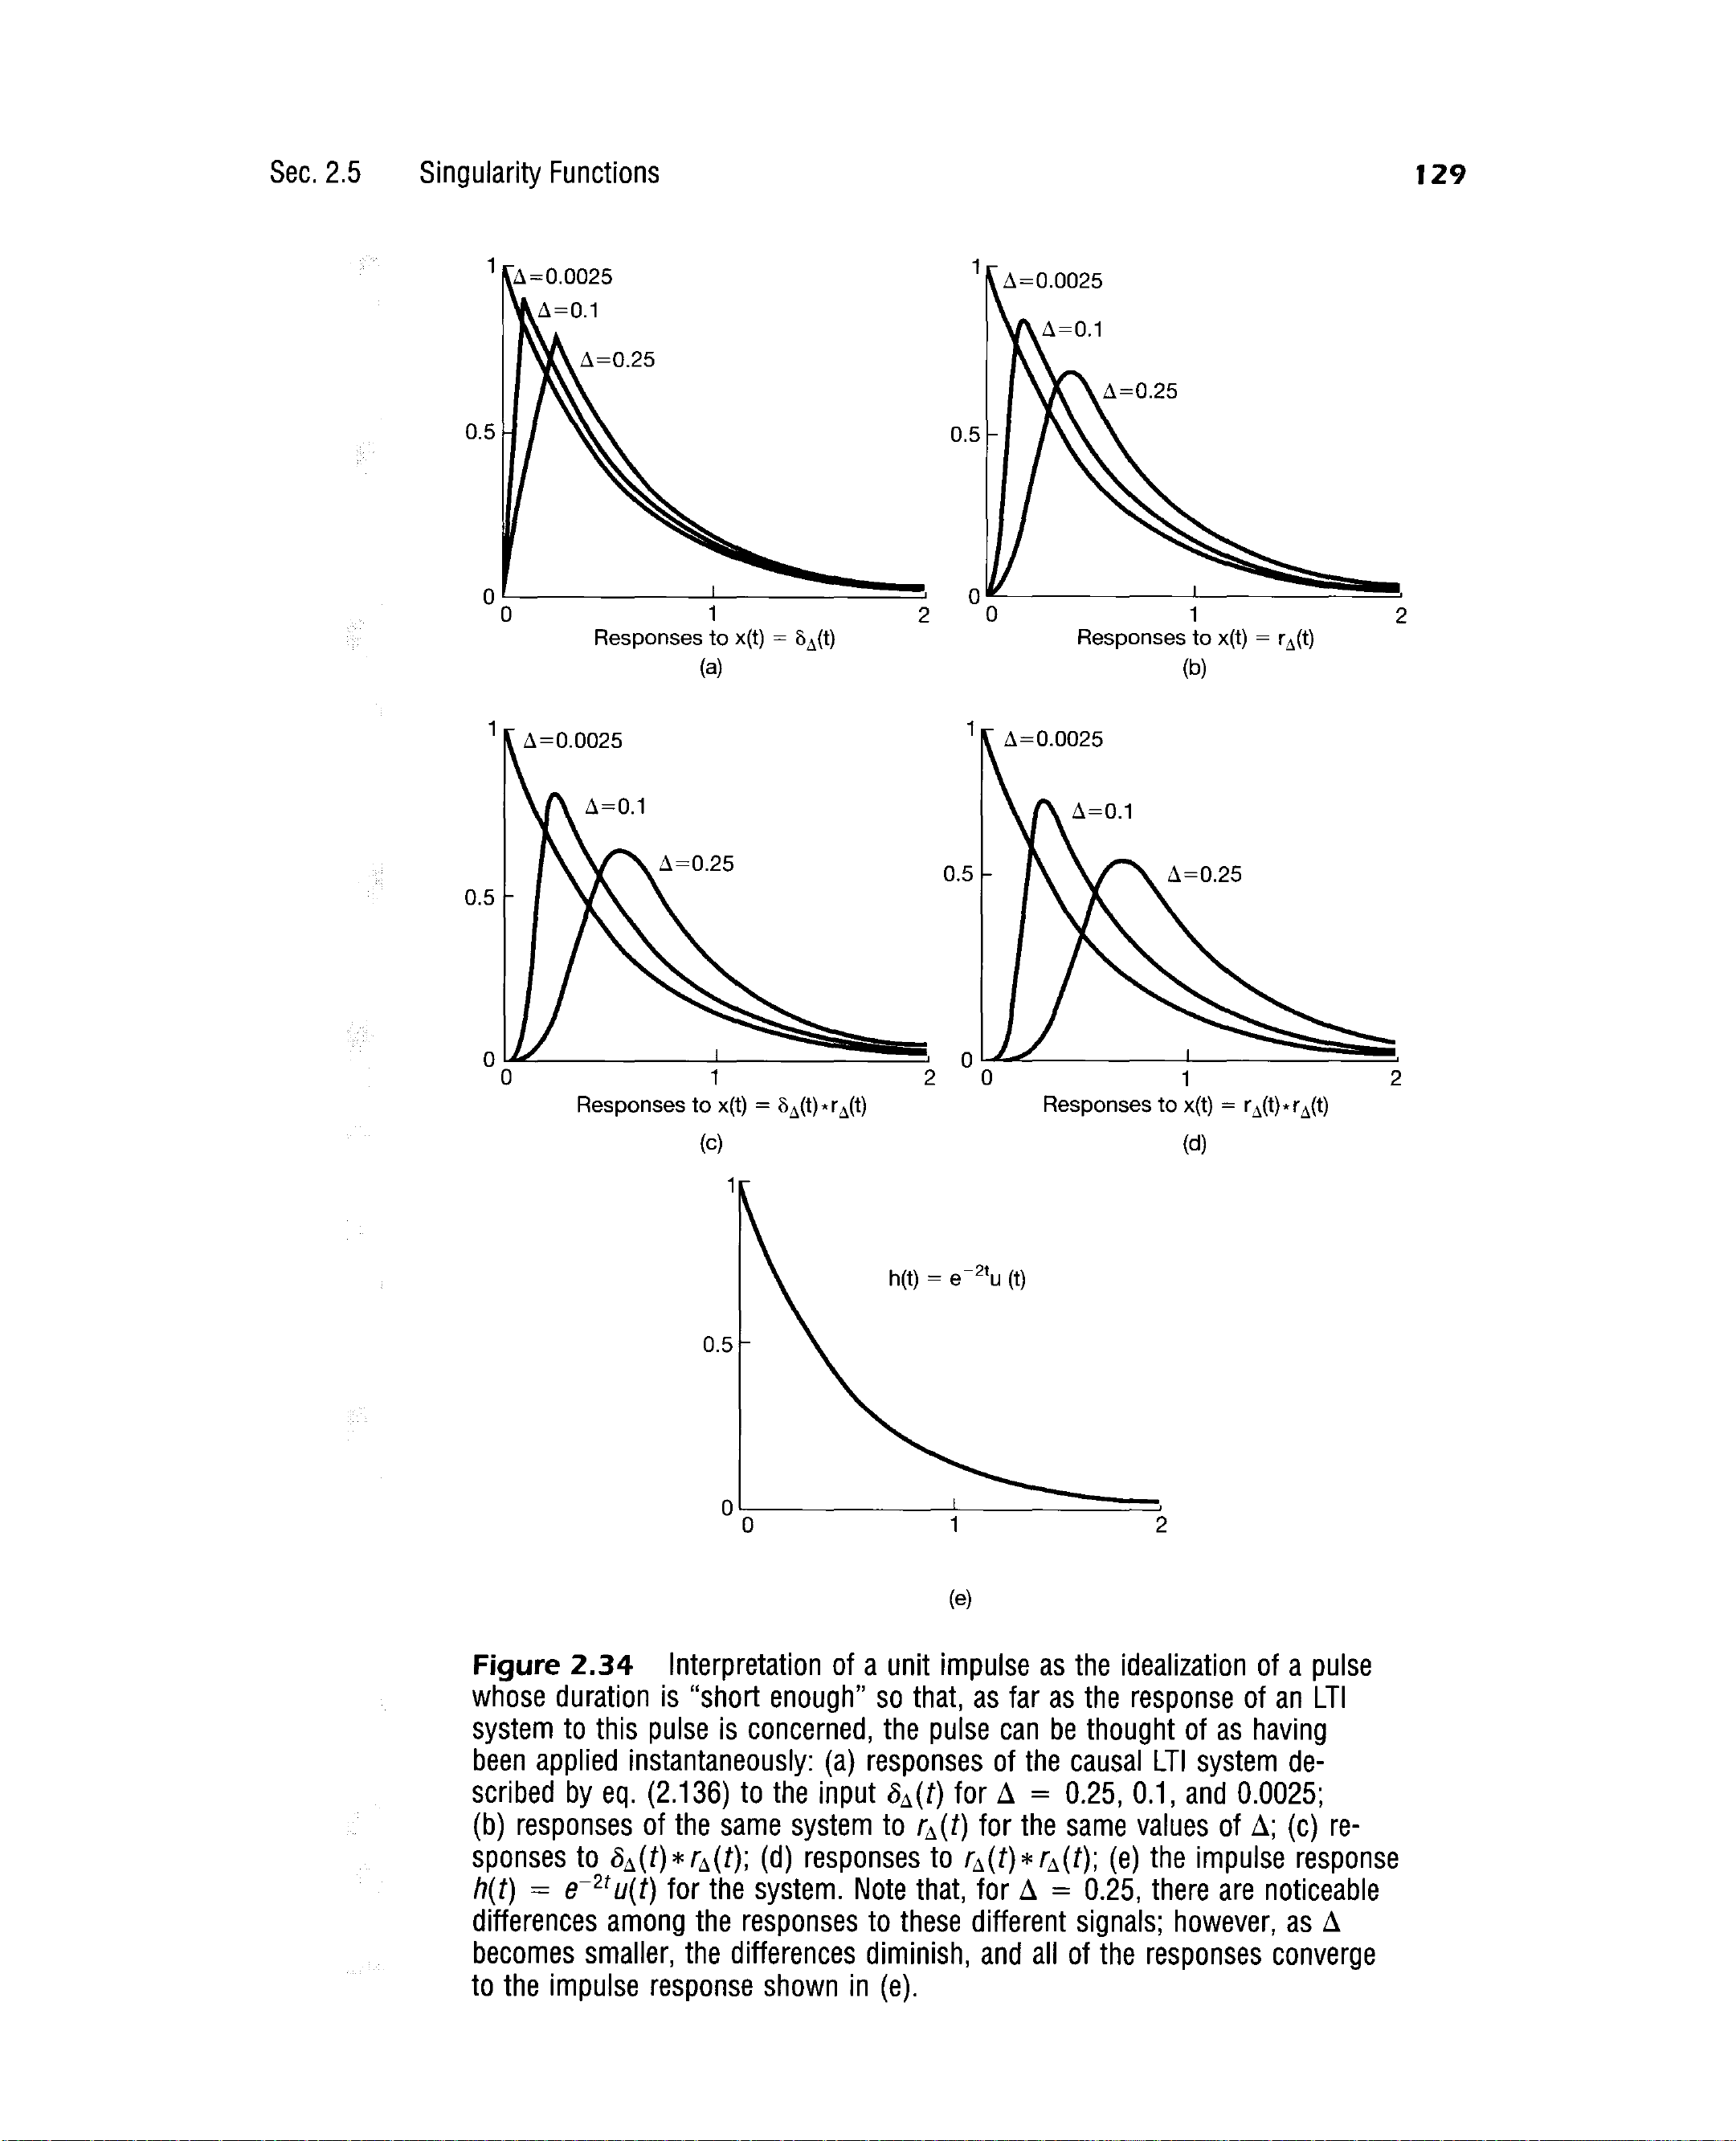 Sec. 2.5 Singularity Functions 129
1 Δ=0.0025
Δ=0.1
Δ=0.25
0.5
0
0 1 2
Responses to x(t) = δΔ(t)
(a)
1 Δ=0.0025
Δ=0.1
Δ=0.25
0.5
0
0 1 2
Responses to x(t) = rΔ(t)
(b)
1 Δ=0.0025
Δ=0.1
Δ=0.25
0.5
0
0 1 2
Responses to x(t) = δΔ(t)*rΔ(t)
(c)
1 Δ=0.0025
Δ=0.1
Δ=0.25
0.5
0
0 1 2
Responses to x(t) = rΔ(t)*rΔ(t)
(d)
1
h(t) = e⁻²ᵗu (t)
0.5
0
0 1 2
(e)
Figure 2.34 Interpretation of a unit impulse as the idealization of a pulse
whose duration is “short enough” so that, as far as the response of an LTI
system to this pulse is concerned, the pulse can be thought of as having
been applied instantaneously: (a) responses of the causal LTI system de-
scribed by eq. (2.136) to the input δΔ(t) for Δ = 0.25, 0.1, and 0.0025;
(b) responses of the same system to rΔ(t) for the same values of Δ; (c) re-
sponses to δΔ(t)*rΔ(t); (d) responses to rΔ(t)*rΔ(t); (e) the impulse response
h(t) = e⁻²ᵗu(t) for the system. Note that, for Δ = 0.25, there are noticeable
differences among the responses to these different signals; however, as Δ
becomes smaller, the differences diminish, and all of the responses converge
to the impulse response shown in (e).